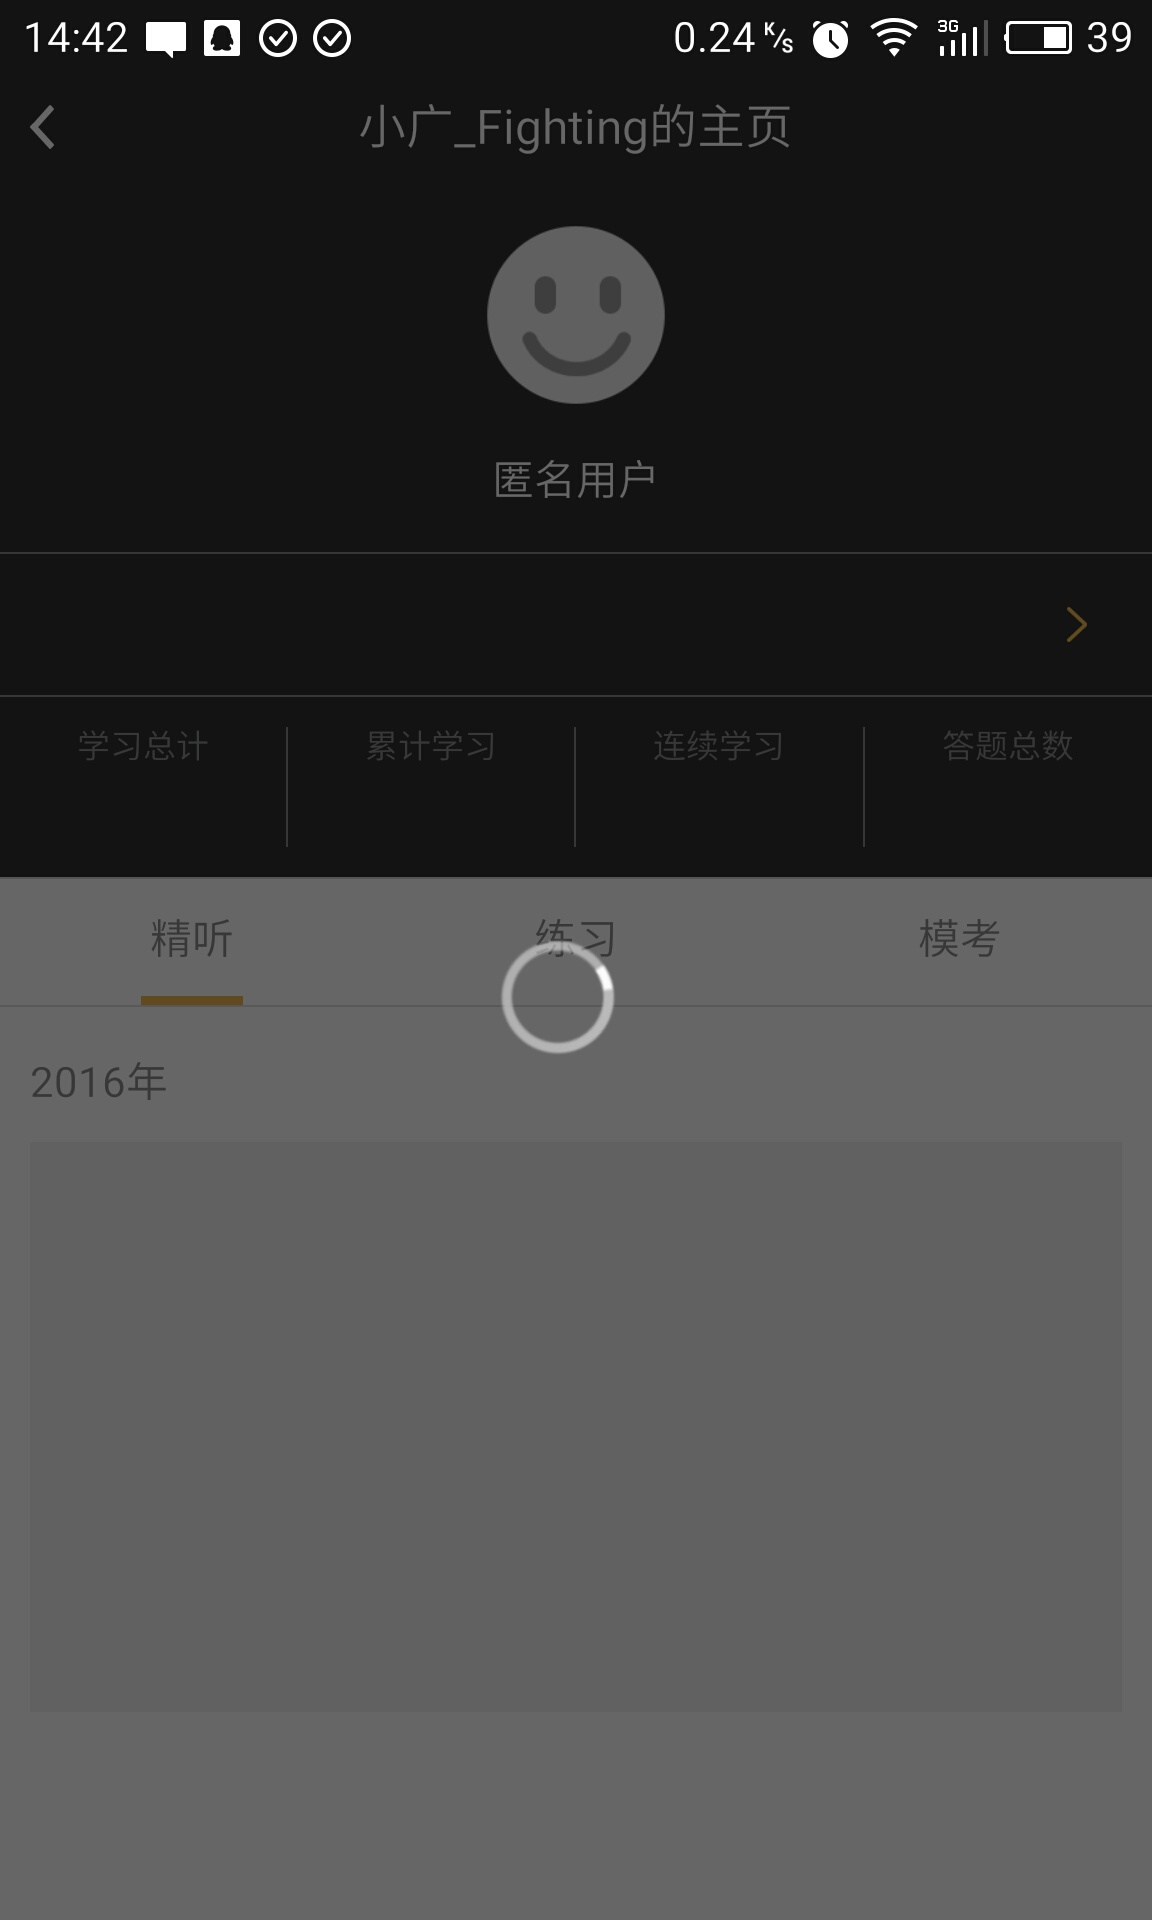 14:42 0.24 K/s 3G 39
小广_Fighting的主页
匿名用户
学习总计 累计学习 连续学习 答题总数
精听 练习 模考
2016年